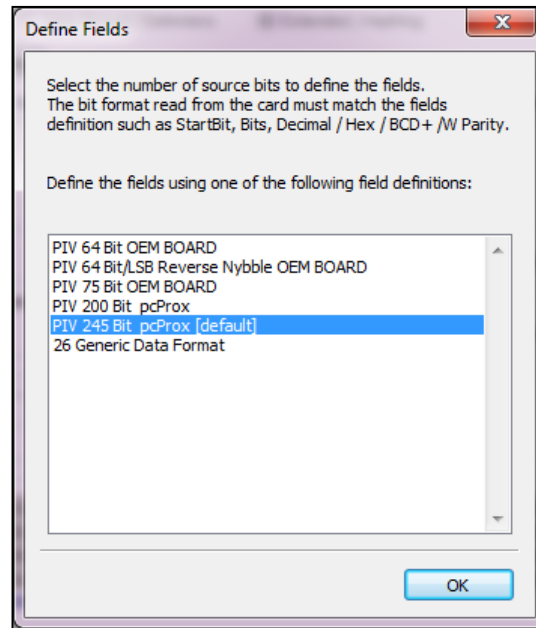 Define Fields
Select the number of source bits to define the fields.
The bit format read from the card must match the fields
definition such as StartBit, Bits, Decimal / Hex / BCD+ /W Parity.
Define the fields using one of the following field definitions:
PIV 64 Bit OEM BOARD
PIV 64 Bit/LSB Reverse Nybble OEM BOARD
PIV 75 Bit OEM BOARD
PIV 200 Bit  pcProx
PIV 245 Bit  pcProx [default]
26 Generic Data Format
OK